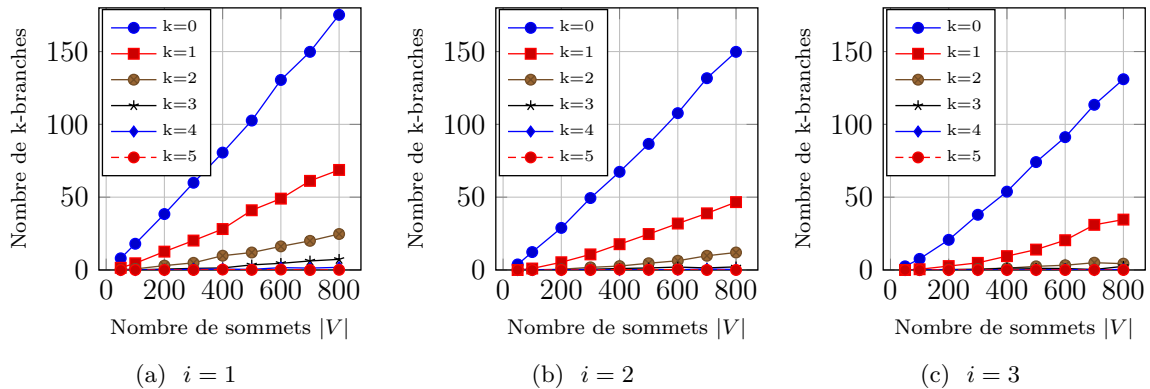 Nombre de k-branches
150
100
50
0
0 200 400 600 800
k=0
k=1
k=2
k=3
k=4
k=5
Nombre de sommets |V|
(a) i = 1
Nombre de k-branches
150
100
50
0
0 200 400 600 800
k=0
k=1
k=2
k=3
k=4
k=5
Nombre de sommets |V|
(b) i = 2
Nombre de k-branches
150
100
50
0
0 200 400 600 800
k=0
k=1
k=2
k=3
k=4
k=5
Nombre de sommets |V|
(c) i = 3